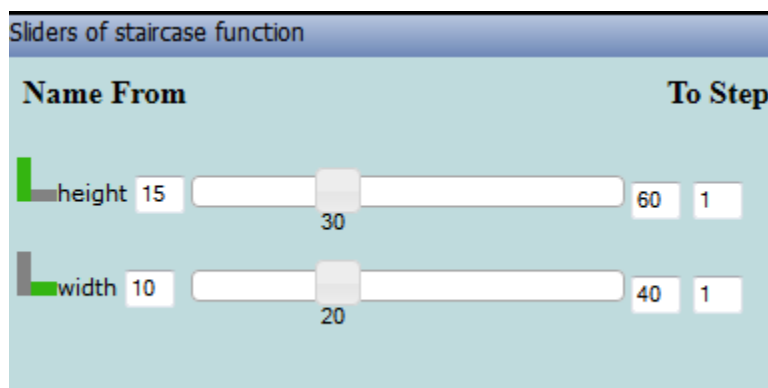 Sliders of staircase function
Name From To Step
height 15 60 1
30
width 10 40 1
20